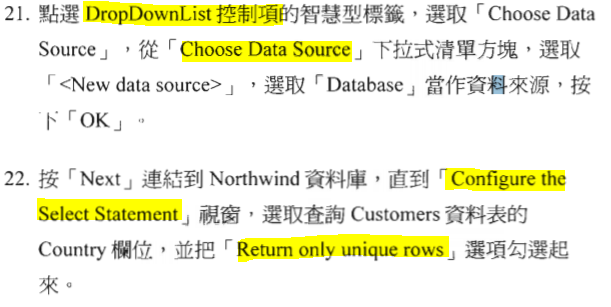 21. 點選 DropDownList 控制項的智慧型標籤，選取「Choose Data
Source」，從「Choose Data Source」下拉式清單方塊，選取
「<New data source>」，選取「Database」當作資料來源，按
下「OK」。
22. 按「Next」連結到 Northwind 資料庫，直到「Configure the
Select Statement」視窗，選取查詢 Customers 資料表的
Country 欄位，並把「Return only unique rows」選項勾選起
來。